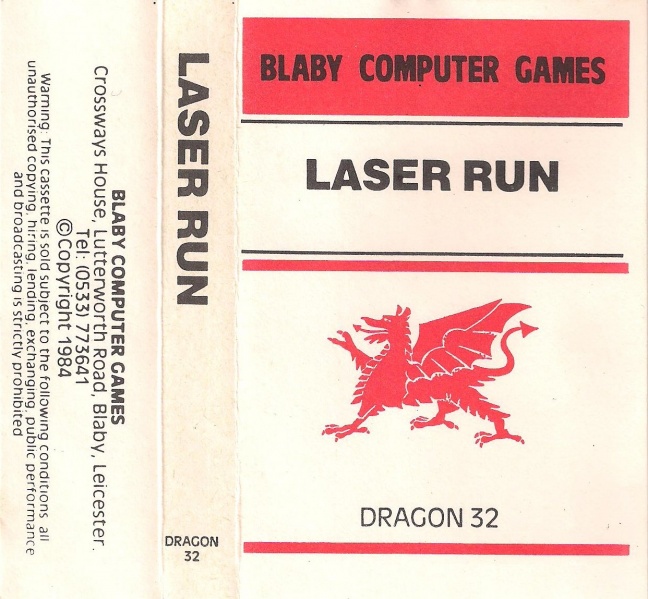 BLABY COMPUTER GAMES
Crossways House, Lutterworth Road, Blaby, Leicester.
Tel: (0533) 773641
©Copyright 1984
Warning: This cassette is sold subject to the following conditions all
unauthorised copying, hiring, lending, exchanging, public performance
and broadcasting is strictly prohibited
LASER RUN
DRAGON
32
BLABY COMPUTER GAMES
LASER RUN
DRAGON 32